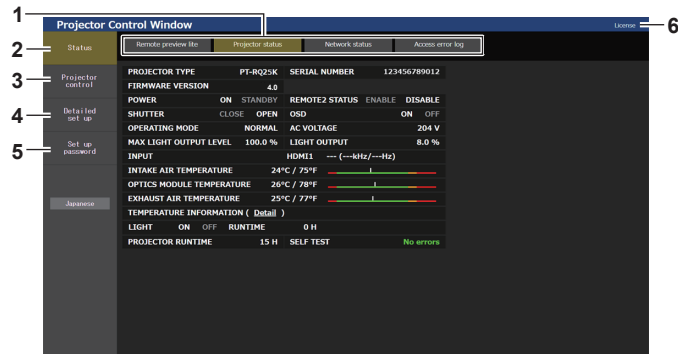 1
Projector Control Window
License
6
2
Status
Remote preview lite
Projector status
Network status
Access error log
3
Projector
control
4
Detailed
set up
5
Set up
password
Japanese
PROJECTOR TYPE PT-RQ25K SERIAL NUMBER 123456789012
FIRMWARE VERSION 4.0
POWER ON STANDBY REMOTE2 STATUS ENABLE DISABLE
SHUTTER CLOSE OPEN OSD ON OFF
OPERATING MODE NORMAL AC VOLTAGE 204 V
MAX LIGHT OUTPUT LEVEL 100.0 % LIGHT OUTPUT 8.0 %
INPUT HDMI1 --- (---kHz/---Hz)
INTAKE AIR TEMPERATURE 24°C / 75°F
OPTICS MODULE TEMPERATURE 26°C / 78°F
EXHAUST AIR TEMPERATURE 25°C / 77°F
TEMPERATURE INFORMATION ( Detail )
LIGHT ON OFF RUNTIME 0 H
PROJECTOR RUNTIME 15 H SELF TEST No errors